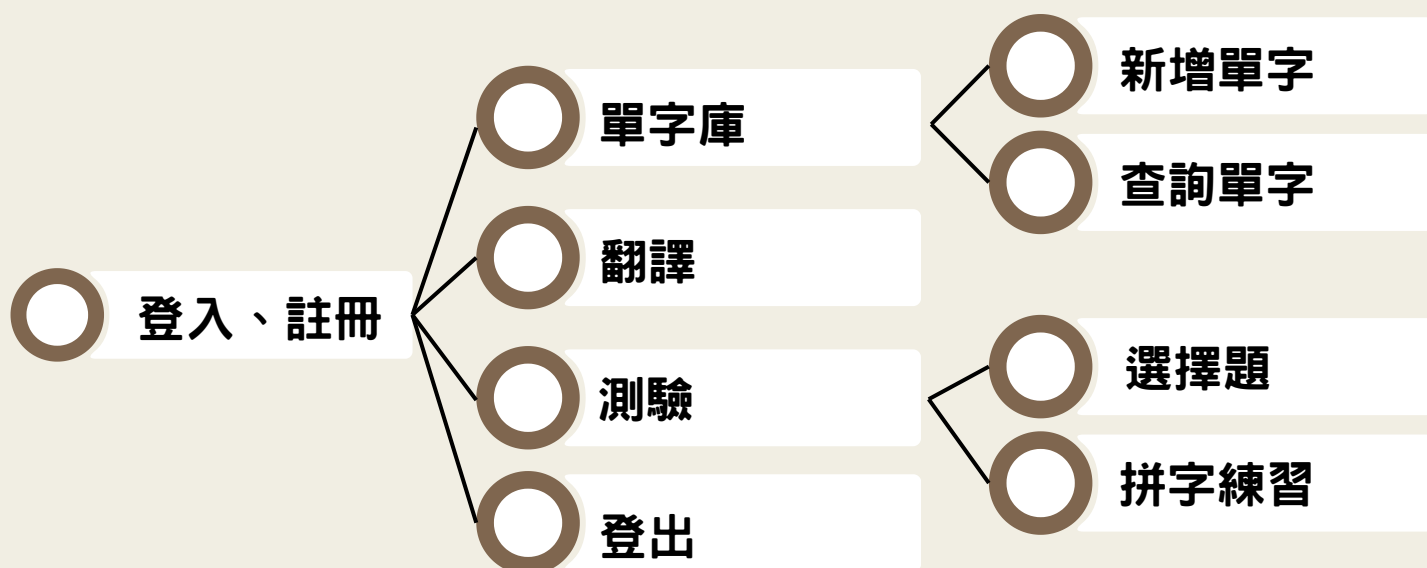 登入、註冊
單字庫
新增單字
查詢單字
翻譯
測驗
選擇題
拼字練習
登出